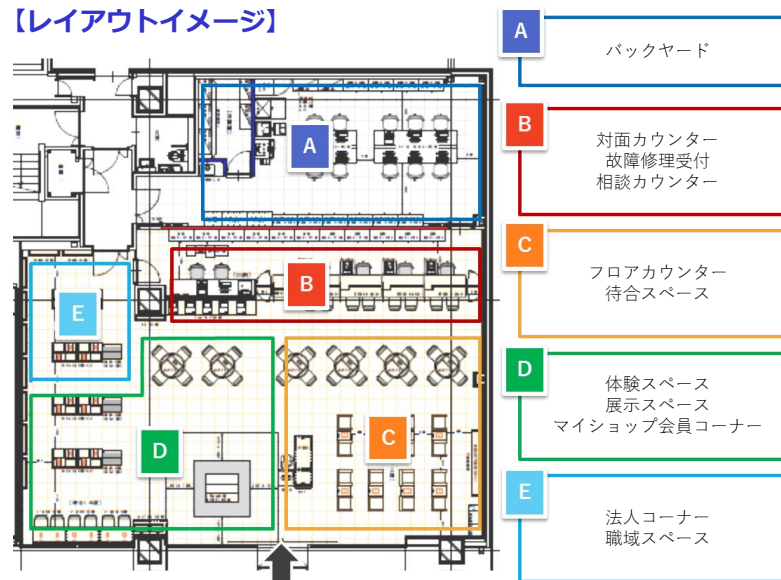 【レイアウトイメージ】
A
バックヤード
B
対面カウンター
故障修理受付
相談カウンター
C
フロアカウンター
待合スペース
D
体験スペース
展示スペース
マイショップ会員コーナー
E
法人コーナー
職域スペース
A
B
E
C
D